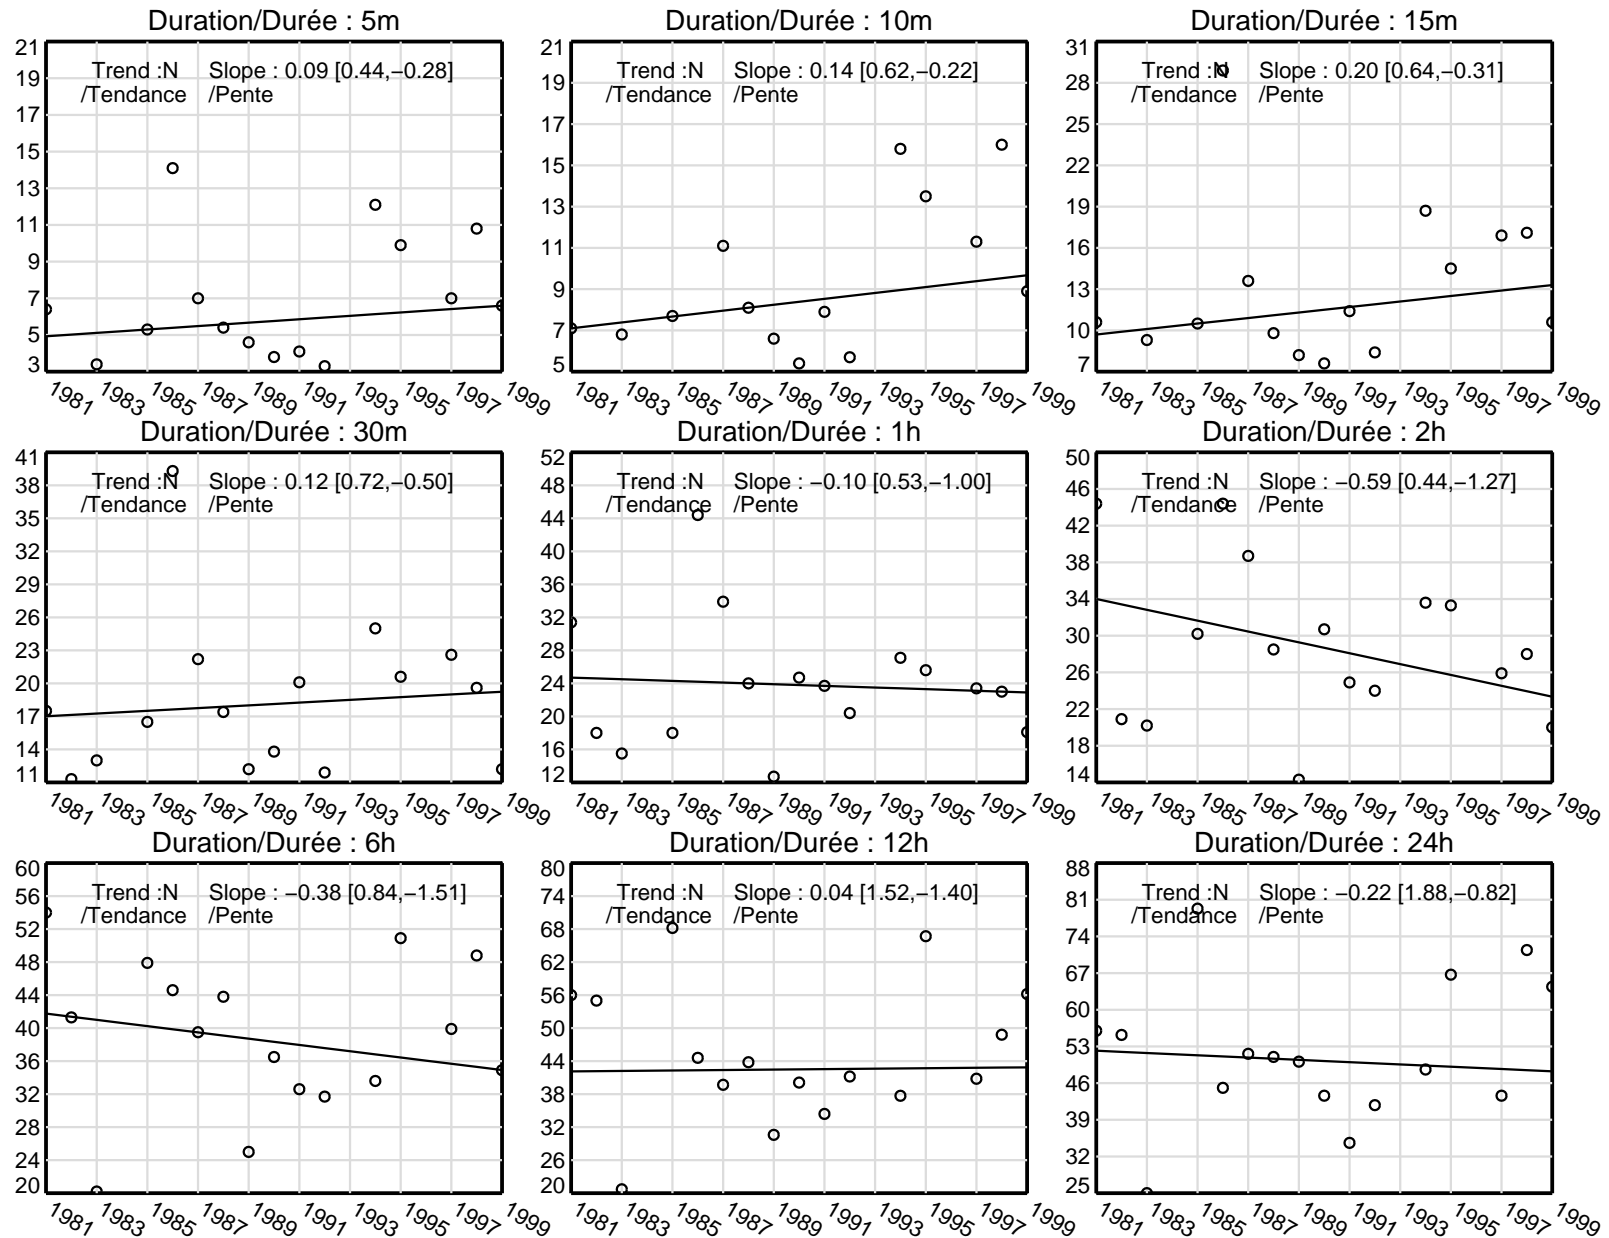 Duration/Durée : 5m
21
19
17
15
13
11
9
7
5
3
Trend :N Slope : 0.09 [0.44,−0.28]
/Tendance /Pente
1981 1983 1985 1987 1989 1991 1993 1995 1997 1999
Duration/Durée : 10m
21
19
17
15
13
11
9
7
5
Trend :N Slope : 0.14 [0.62,−0.22]
/Tendance /Pente
1981 1983 1985 1987 1989 1991 1993 1995 1997 1999
Duration/Durée : 15m
31
28
25
22
19
16
13
10
7
Trend :N Slope : 0.20 [0.64,−0.31]
/Tendance /Pente
1981 1983 1985 1987 1989 1991 1993 1995 1997 1999
Duration/Durée : 30m
41
38
35
32
29
26
23
20
17
14
11
Trend :N Slope : 0.12 [0.72,−0.50]
/Tendance /Pente
1981 1983 1985 1987 1989 1991 1993 1995 1997 1999
Duration/Durée : 1h
52
48
44
40
36
32
28
24
20
16
12
Trend :N Slope : −0.10 [0.53,−1.00]
/Tendance /Pente
1981 1983 1985 1987 1989 1991 1993 1995 1997 1999
Duration/Durée : 2h
50
46
42
38
34
30
26
22
18
14
Trend :N Slope : −0.59 [0.44,−1.27]
/Tendance /Pente
1981 1983 1985 1987 1989 1991 1993 1995 1997 1999
Duration/Durée : 6h
60
56
52
48
44
40
36
32
28
24
20
Trend :N Slope : −0.38 [0.84,−1.51]
/Tendance /Pente
1981 1983 1985 1987 1989 1991 1993 1995 1997 1999
Duration/Durée : 12h
80
74
68
62
56
50
44
38
32
26
20
Trend :N Slope : 0.04 [1.52,−1.40]
/Tendance /Pente
1981 1983 1985 1987 1989 1991 1993 1995 1997 1999
Duration/Durée : 24h
88
81
74
67
60
53
46
39
32
25
Trend :N Slope : −0.22 [1.88,−0.82]
/Tendance /Pente
1981 1983 1985 1987 1989 1991 1993 1995 1997 1999